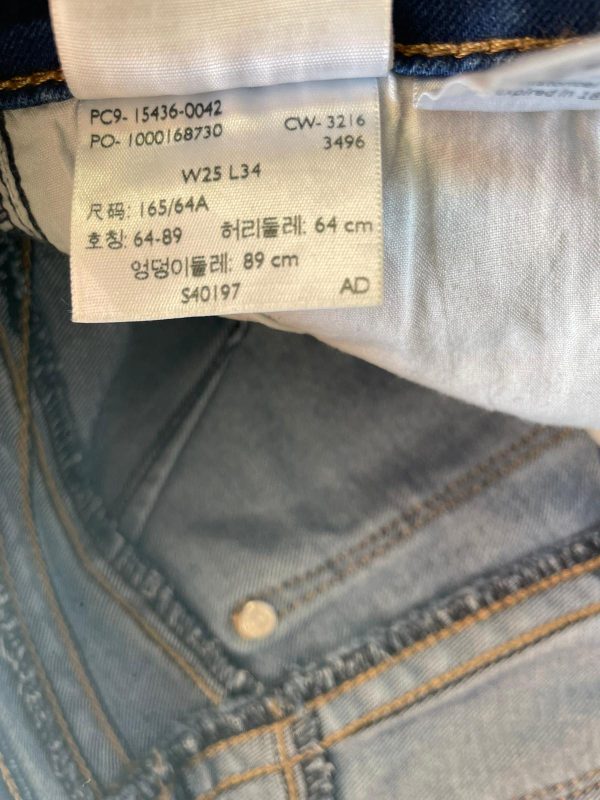 PC9- 15436-0042
PO- 1000168730
CW- 3216
3496
W25 L34
尺码: 165/64A
호칭: 64-89 허리둘레: 64 cm
엉덩이둘레: 89 cm
S40197 AD